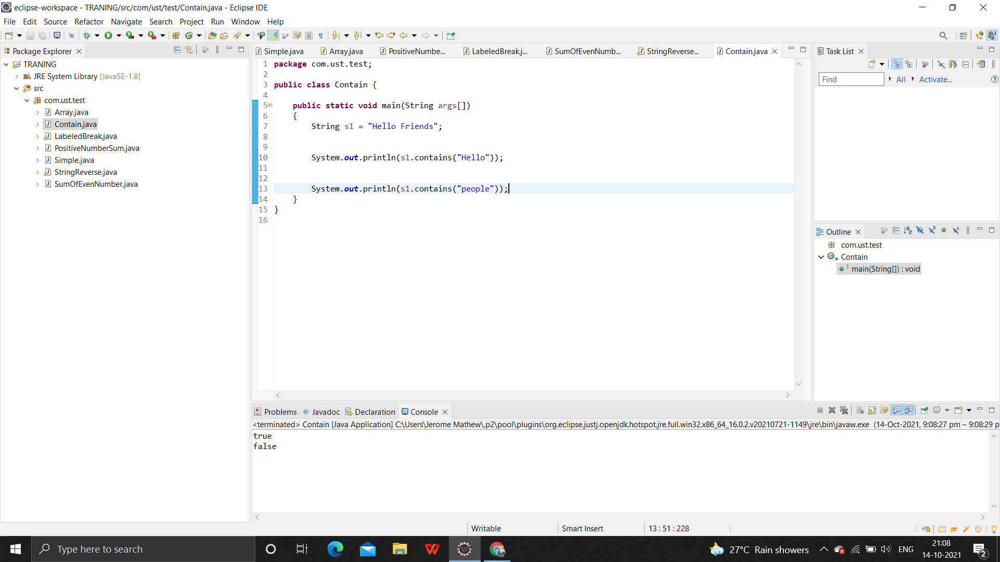 eclipse-workspace - TRANING/src/com/ust/test/Contain.java - Eclipse IDE
File Edit Source Refactor Navigate Search Project Run Window Help
Package Explorer
TRANING
JRE System Library [JavaSE-1.8]
src
com.ust.test
Array.java
Contain.java
LabeledBreak.java
PositiveNumberSum.java
Simple.java
StringReverse.java
SumOfEvenNumber.java
Simple.java Array.java PositiveNumbe... LabeledBreak.j... SumOfEvenNumb... StringReverse... Contain.java
1 package com.ust.test;
2
3 public class Contain {
4
5 public static void main(String args[])
6 {
7 String s1 = "Hello Friends";
8
9
10 System.out.println(s1.contains("Hello"));
11
12
13 System.out.println(s1.contains("people"));
14 }
15 }
16
Task List
Find All Activate...
Outline
com.ust.test
Contain
main(String[]) : void
Problems @ Javadoc Declaration Console
<terminated> Contain [Java Application] C:\Users\Jerome Mathew\.p2\pool\plugins\org.eclipse.justj.openjdk.hotspot.jre.full.win32.x86_64_16.0.2.v20210721-1149\jre\bin\javaw.exe (14-Oct-2021, 9:08:27 pm – 9:08:29 p
true
false
Writable Smart Insert 13 : 51 : 228
Type here to search
27°C Rain showers
ENG
21:08
14-10-2021
2